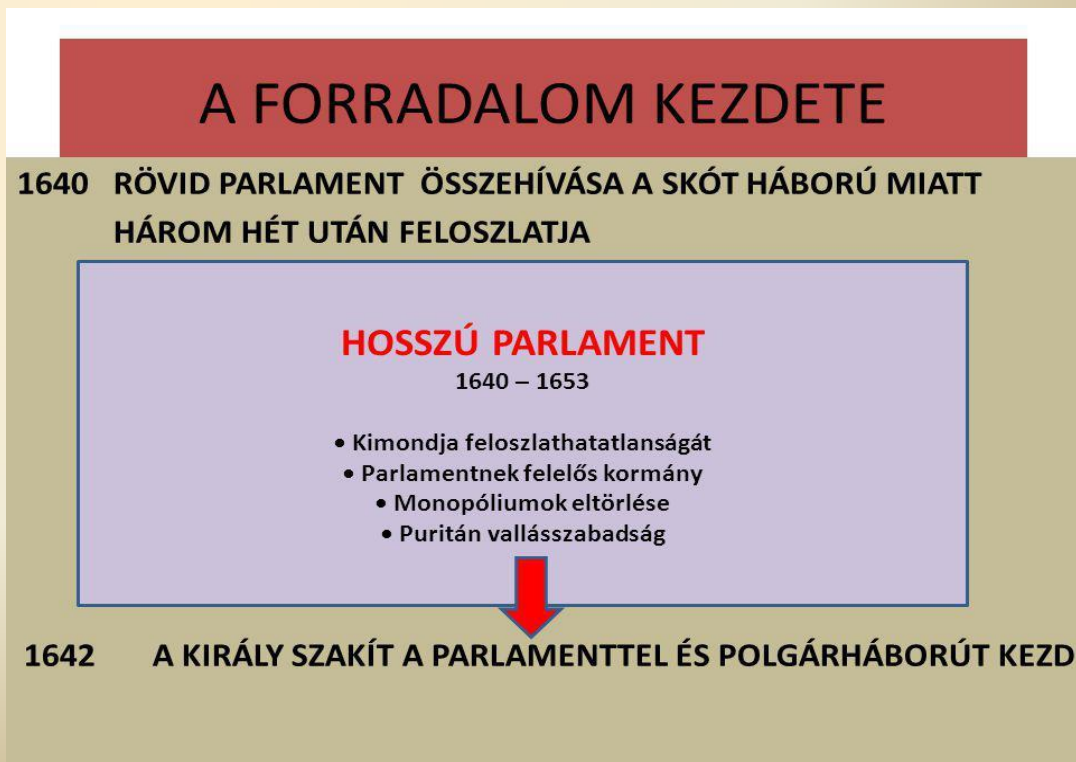 A FORRADALOM KEZDETE
1640 RÖVID PARLAMENT ÖSSZEHÍVÁSA A SKÓT HÁBORÚ MIATT
HÁROM HÉT UTÁN FELOSZLATJA
HOSSZÚ PARLAMENT
1640 – 1653
• Kimondja feloszlathatatlanságát
• Parlamentnek felelős kormány
• Monopóliumok eltörlése
• Puritán vallásszabadság
1642 A KIRÁLY SZAKÍT A PARLAMENTTEL ÉS POLGÁRHÁBORÚT KEZD